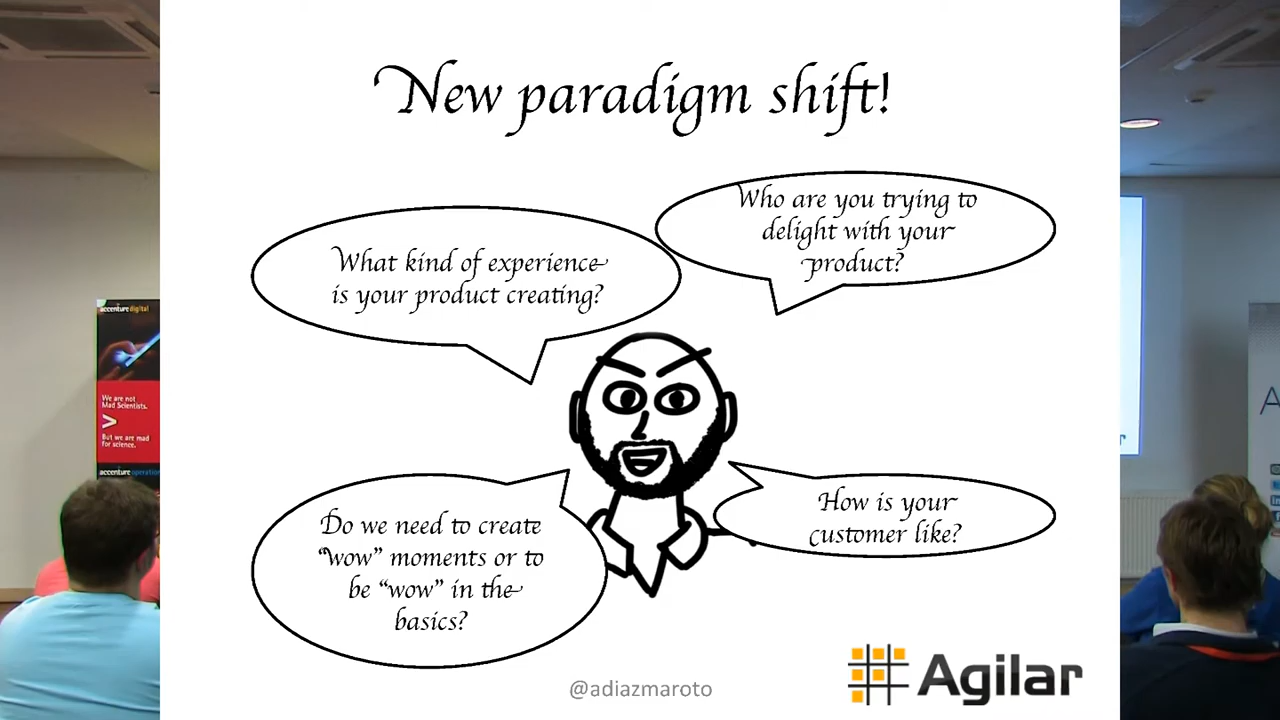 New paradigm shift!
Who are you trying to
delight with your
product?
What kind of experience
is your product creating?
Do we need to create
"wow" moments or to
be "wow" in the
basics?
How is your
customer like?
@adiazmaroto
Agilar
accenturedigital
We are not
Mad Scientists.
>
But we are mad
for science.
accentureoperation
A